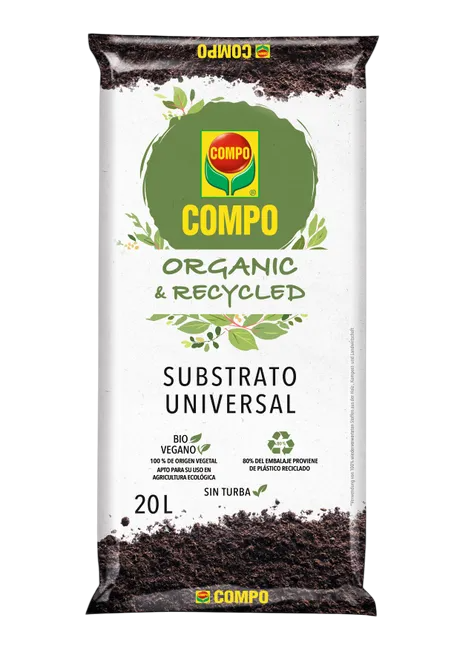 COMPO
COMPO
COMPO
ORGANIC
& RECYCLED
SUBSTRATO
UNIVERSAL
BIO
VEGANO
100 % DE ORIGEN VEGETAL
APTO PARA SU USO EN
AGRICULTURA ECOLÓGICA
80%
80% DEL EMBALAJE PROVIENE
DE PLÁSTICO RECICLADO
SIN TURBA
20 L
COMPO